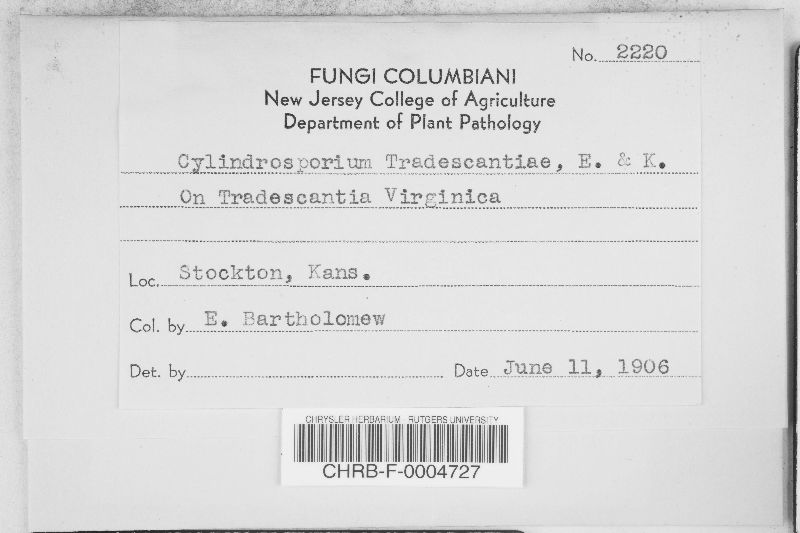 No. 2220
FUNGI COLUMBIANI
New Jersey College of Agriculture
Department of Plant Pathology
Cylindrosporium Tradescantiae, E. & K.
On Tradescantia Virginica
Loc. Stockton, Kans.
Col. by E. Bartholomew
Det. by Date June 11, 1906
CHRYSLER HERBARIUM - RUTGERS UNIVERSITY
CHRB-F-0004727